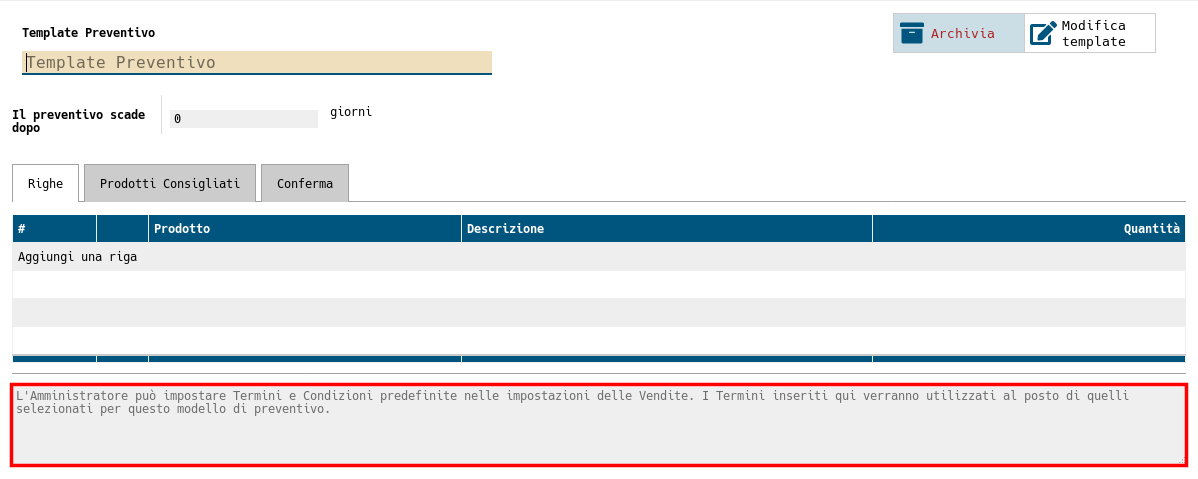 Template Preventivo
Archivia
Modifica
template
Template Preventivo
Il preventivo scade
dopo
0
giorni
Righe
Prodotti Consigliati
Conferma
# Prodotto Descrizione Quantità
Aggiungi una riga
L'Amministratore può impostare Termini e Condizioni predefinite nelle impostazioni delle Vendite. I Termini inseriti qui verranno utilizzati al posto di quelli
selezionati per questo modello di preventivo.